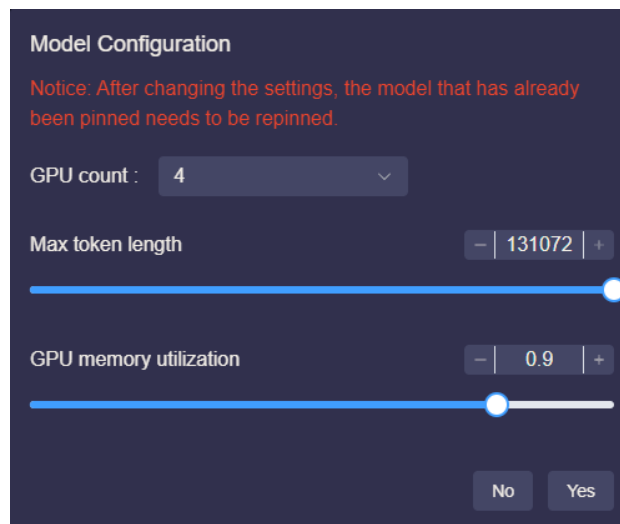 Model Configuration
Notice: After changing the settings, the model that has already
been pinned needs to be repinned.
GPU count : 4
Max token length - 131072 +
GPU memory utilization - 0.9 +
No Yes